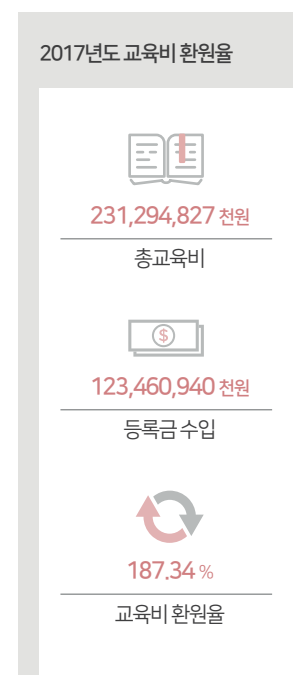 2017년도 교육비 환원율
231,294,827 천원
총교육비
$
123,460,940 천원
등록금 수입
187.34 %
교육비 환원율